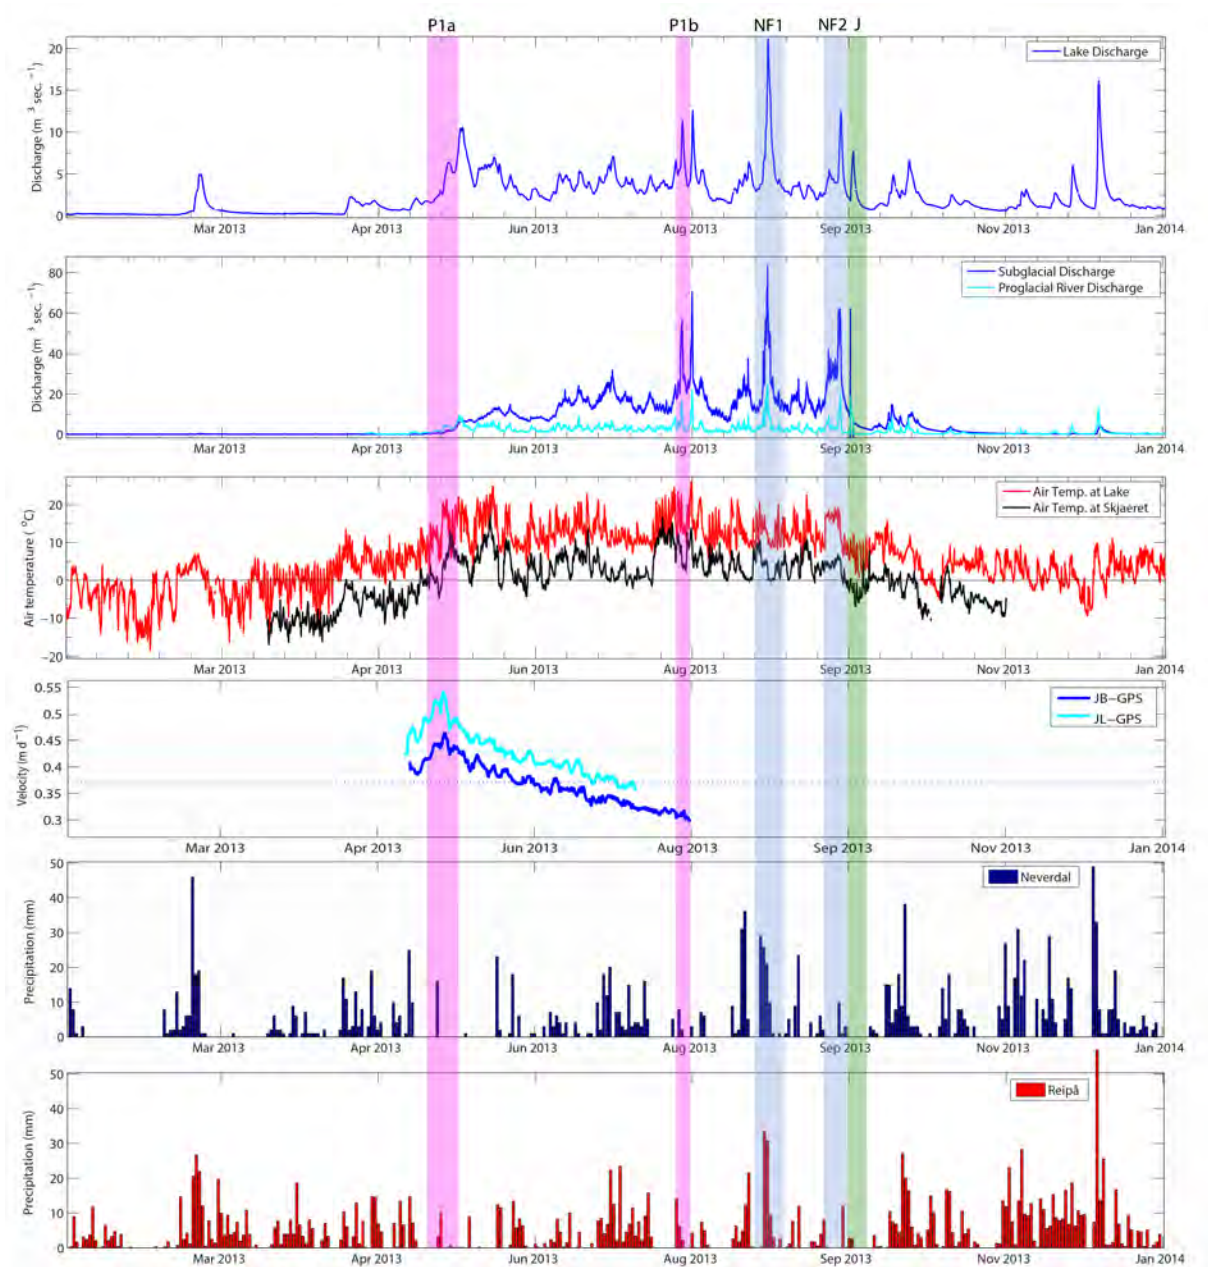 P1a P1b NF1 NF2 J
20
15
10
5
0
Discharge (m³ sec.⁻¹)
Lake Discharge
Mar 2013 Apr 2013 Jun 2013 Aug 2013 Sep 2013 Nov 2013 Jan 2014
80
60
40
20
0
Discharge (m³ sec.⁻¹)
Subglacial Discharge
Proglacial River Discharge
Mar 2013 Apr 2013 Jun 2013 Aug 2013 Sep 2013 Nov 2013 Jan 2014
20
10
0
−10
−20
Air temperature (°C)
Air Temp. at Lake
Air Temp. at Skjaeret
Mar 2013 Apr 2013 Jun 2013 Aug 2013 Sep 2013 Nov 2013 Jan 2014
0.55
0.5
0.45
0.4
0.35
0.3
Velocity (m d⁻¹)
JB−GPS
JL−GPS
Mar 2013 Apr 2013 Jun 2013 Aug 2013 Sep 2013 Nov 2013 Jan 2014
50
40
30
20
10
0
Precipitation (mm)
Neverdal
Mar 2013 Apr 2013 Jun 2013 Aug 2013 Sep 2013 Nov 2013 Jan 2014
50
40
30
20
10
0
Precipitation (mm)
Reipå
Mar 2013 Apr 2013 Jun 2013 Aug 2013 Sep 2013 Nov 2013 Jan 2014